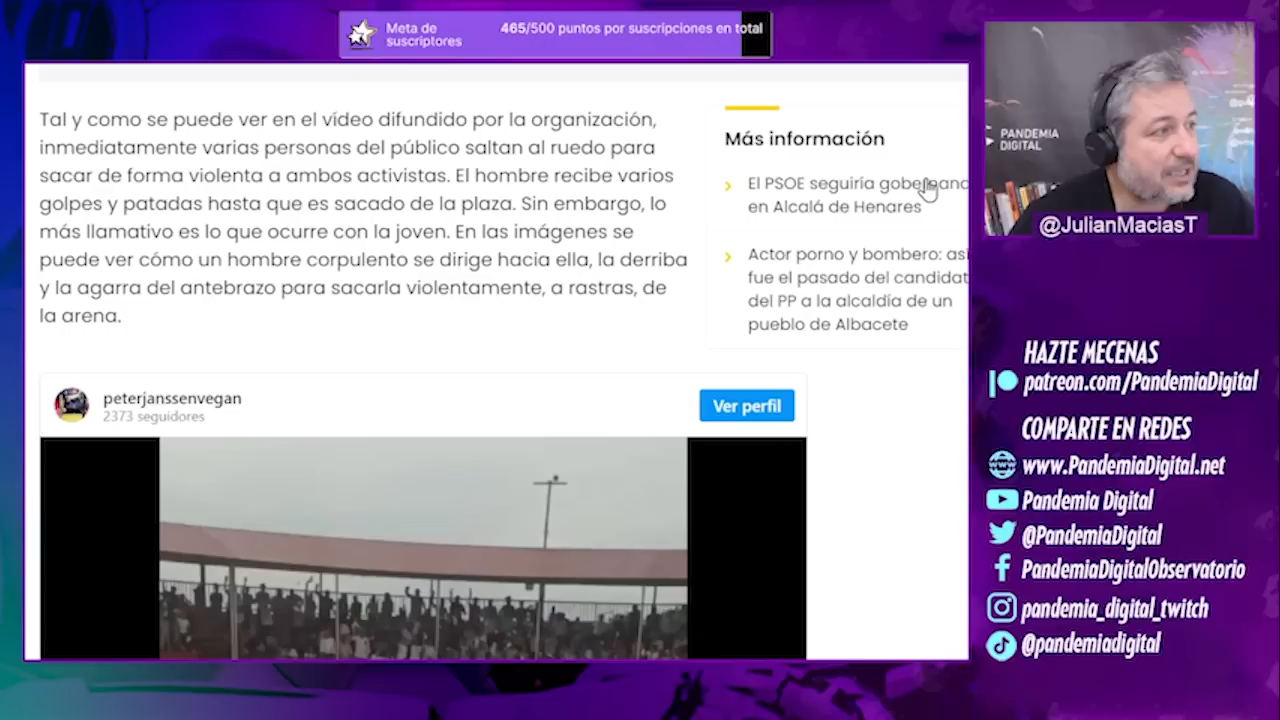 Meta de
suscriptores
465/500 puntos por suscripciones en total
Tal y como se puede ver en el vídeo difundido por la organización,
inmediatamente varias personas del público saltan al ruedo para
sacar de forma violenta a ambos activistas. El hombre recibe varios
golpes y patadas hasta que es sacado de la plaza. Sin embargo, lo
más llamativo es lo que ocurre con la joven. En las imágenes se
puede ver cómo un hombre corpulento se dirige hacia ella, la derriba
y la agarra del antebrazo para sacarla violentamente, a rastras, de
la arena.
Más información
El PSOE seguiría gobernand
en Alcalá de Henares
Actor porno y bombero: así
fue el pasado del candidat
del PP a la alcaldía de un
pueblo de Albacete
peterjanssenvegan
2373 seguidores
Ver perfil
PANDEMIA
DIGITAL
@JulianMaciasT
HAZTE MECENAS
patreon.com/PandemiaDigital
COMPARTE EN REDES
www.PandemiaDigital.net
Pandemia Digital
@PandemiaDigital
PandemiaDigitalObservatorio
pandemia_digital_twitch
@pandemiadigital